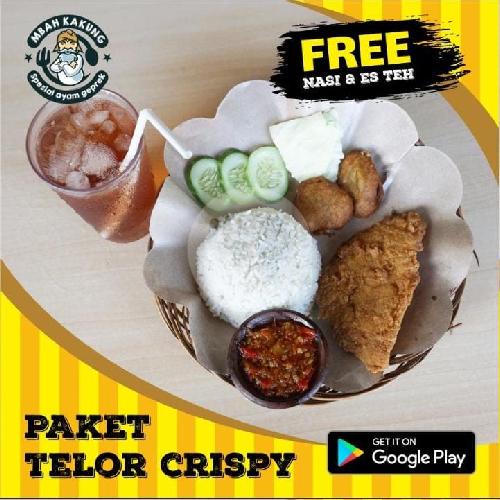 MBAH KAKUNG
Spesial ayam geprek
FREE
NASI & ES TEH
PAKET
TELOR CRISPY
GET IT ON
Google Play